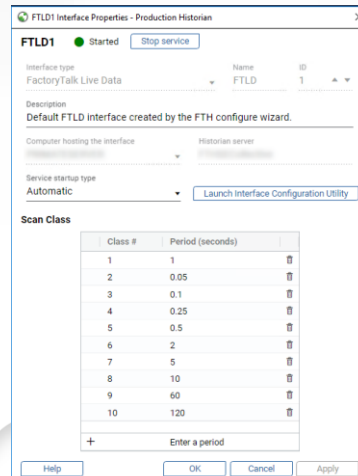 FTLD1 Interface Properties - Production Historian
FTLD1 Started Stop service
Interface type Name ID
FactoryTalk Live Data FTLD 1
Description
Default FTLD interface created by the FTH configure wizard.
Computer hosting the interface Historian server
Service startup type
Automatic Launch Interface Configuration Utility
Scan Class
Class # Period (seconds)
1 1
2 0.05
3 0.1
4 0.25
5 0.5
6 2
7 5
8 10
9 60
10 120
+ Enter a period
Help OK Cancel Apply